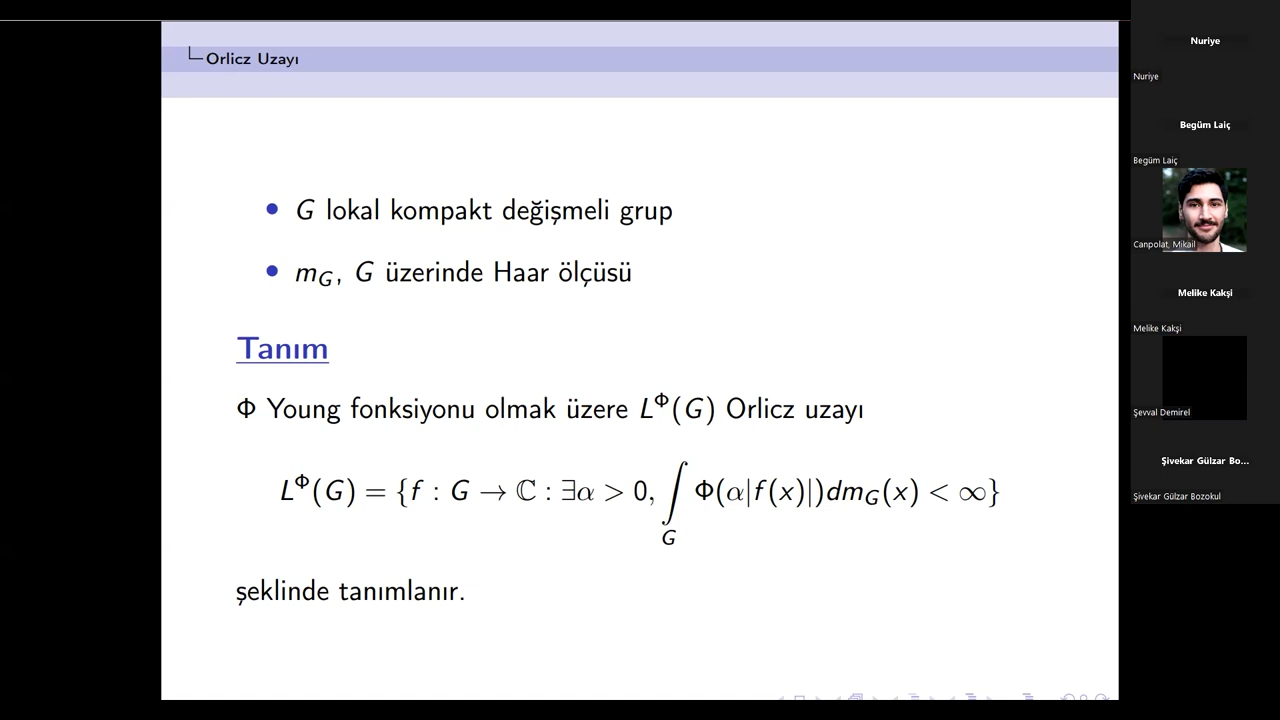 Orlicz Uzayı
• G lokal kompakt değişmeli grup
• m_G, G üzerinde Haar ölçüsü
Tanım
Φ Young fonksiyonu olmak üzere L^Φ(G) Orlicz uzayı
L^Φ(G) = {f : G → ℂ : ∃α > 0, ∫_G Φ(α|f(x)|)dm_G(x) < ∞}
şeklinde tanımlanır.
Nuriye
Nuriye
Begüm Laiç
Begüm Laiç
Canpolat, Mikail
Melike Kakşi
Melike Kakşi
Şevval Demirel
Şivekar Gülzar Bo...
Şivekar Gülzar Bozokul